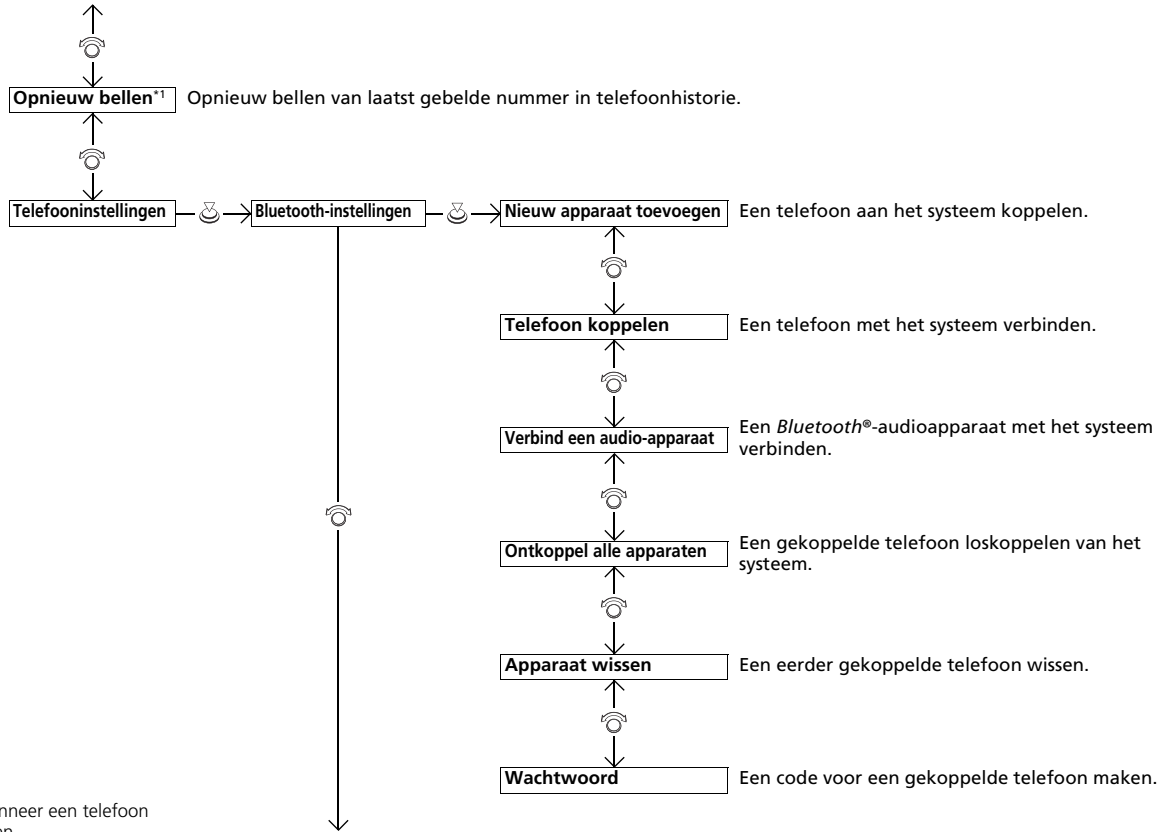 Opnieuw bellen*1 Opnieuw bellen van laatst gebelde nummer in telefoonhistorie.
Telefooninstellingen Bluetooth-instellingen Nieuw apparaat toevoegen Een telefoon aan het systeem koppelen.
Telefoon koppelen Een telefoon met het systeem verbinden.
Verbind een audio-apparaat Een Bluetooth®-audioapparaat met het systeem
verbinden.
Ontkoppel alle apparaten Een gekoppelde telefoon loskoppelen van het
systeem.
Apparaat wissen Een eerder gekoppelde telefoon wissen.
Wachtwoord Een code voor een gekoppelde telefoon maken.
nneer een telefoon